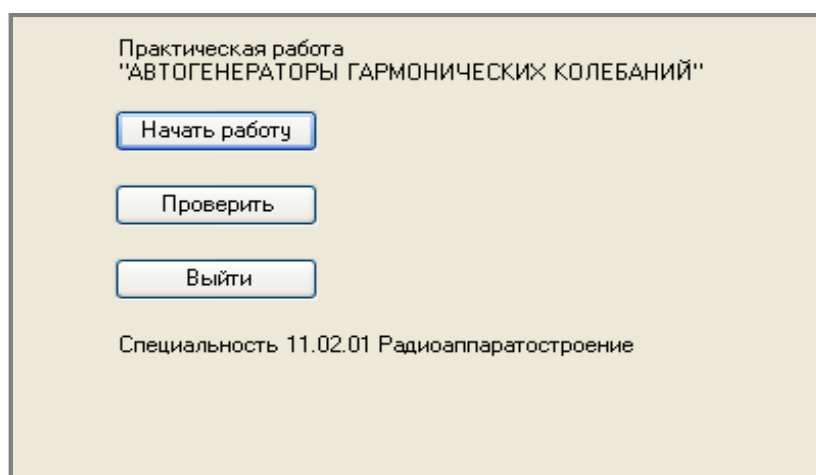 Практическая работа
"АВТОГЕНЕРАТОРЫ ГАРМОНИЧЕСКИХ КОЛЕБАНИЙ"
Начать работу
Проверить
Выйти
Специальность 11.02.01 Радиоаппаратостроение